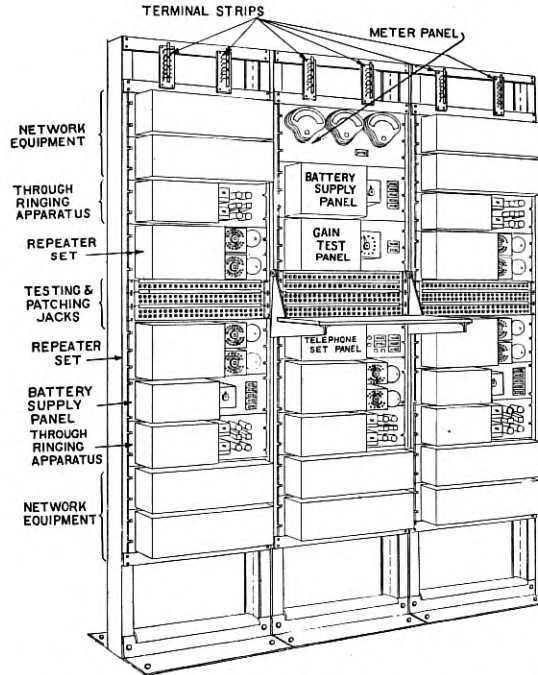 TERMINAL STRIPS
METER PANEL
NETWORK
EQUIPMENT
THROUGH
RINGING
APPARATUS
REPEATER
SET
TESTING &
PATCHING
JACKS
REPEATER
SET
BATTERY
SUPPLY
PANEL
THROUGH
RINGING
APPARATUS
NETWORK
EQUIPMENT
BATTERY
SUPPLY
PANEL
GAIN
TEST
PANEL
TELEPHONE
SET PANEL